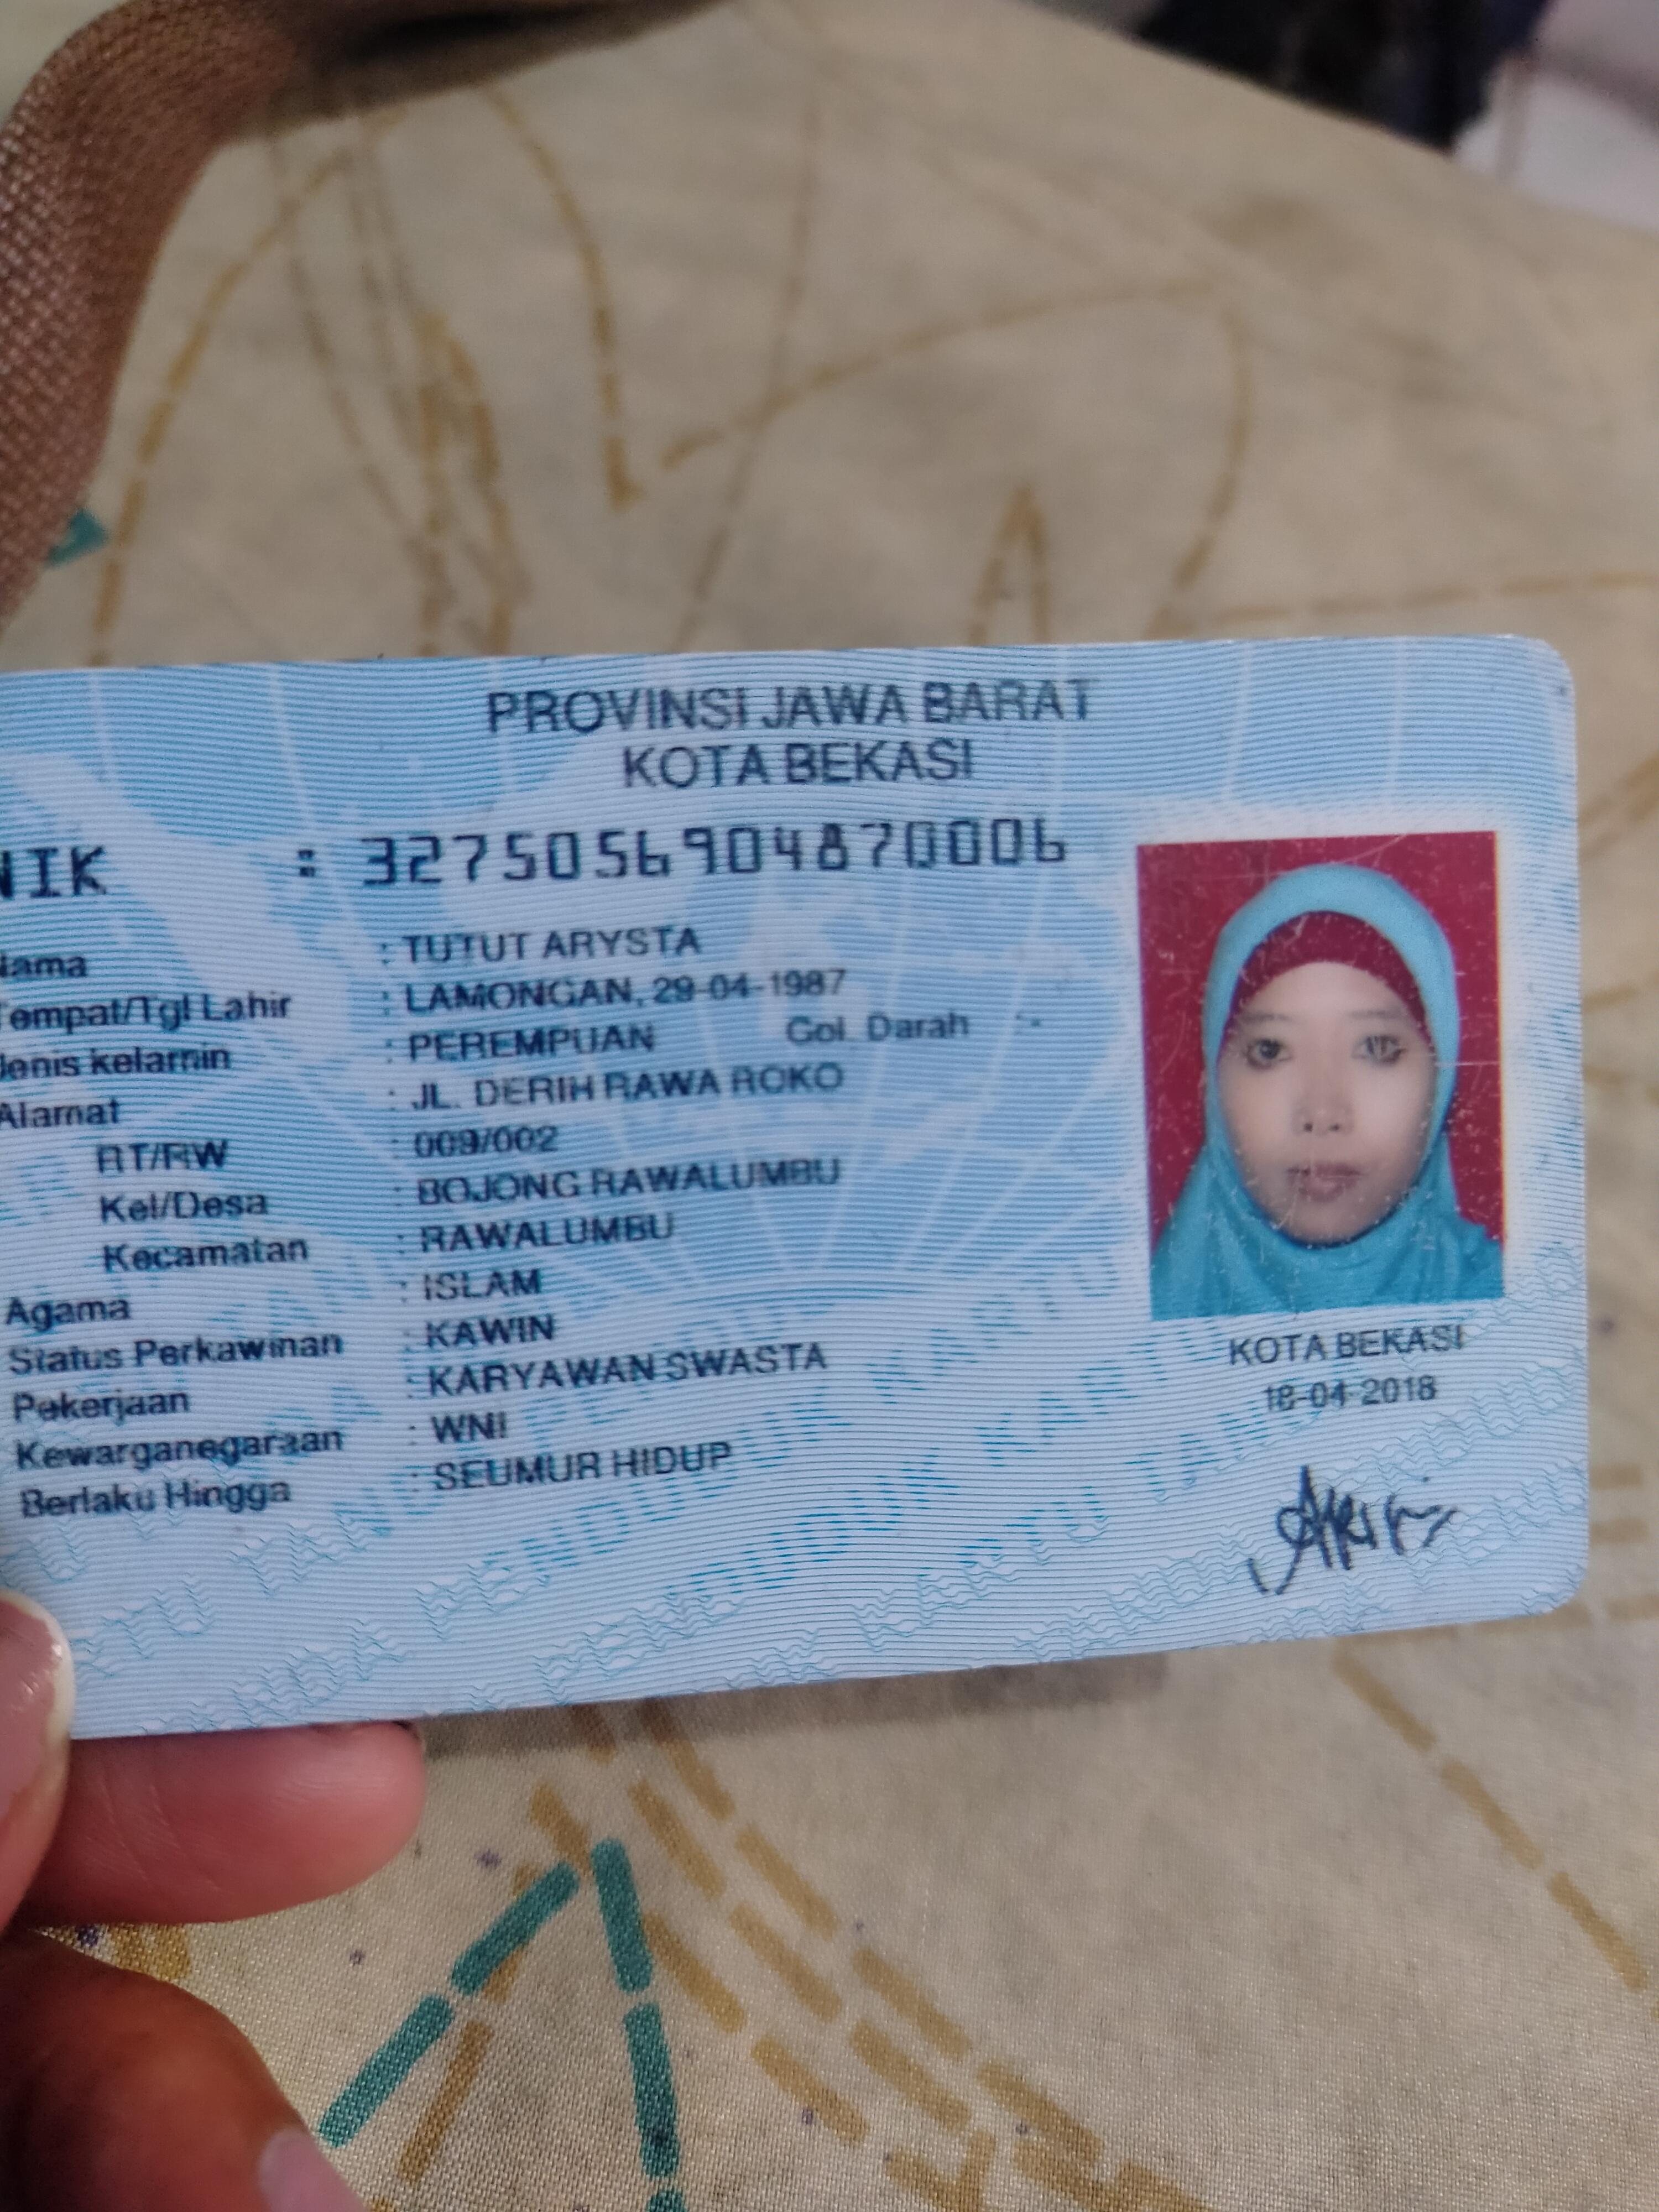 PROVINSI JAWA BARAT
KOTA BEKASI
NIK : 3275056904870006
Nama : TUTUT ARYSTA
Tempat/Tgl Lahir : LAMONGAN, 29-04-1987
Jenis kelamin : PEREMPUAN Gol. Darah : -
Alamat : JL. DERIH RAWA ROKO
RT/RW : 009/002
Kel/Desa : BOJONG RAWALUMBU
Kecamatan : RAWALUMBU
Agama : ISLAM
Status Perkawinan : KAWIN
Pekerjaan : KARYAWAN SWASTA
Kewarganegaraan : WNI
Berlaku Hingga : SEUMUR HIDUP
KOTA BEKASI
18-04-2018